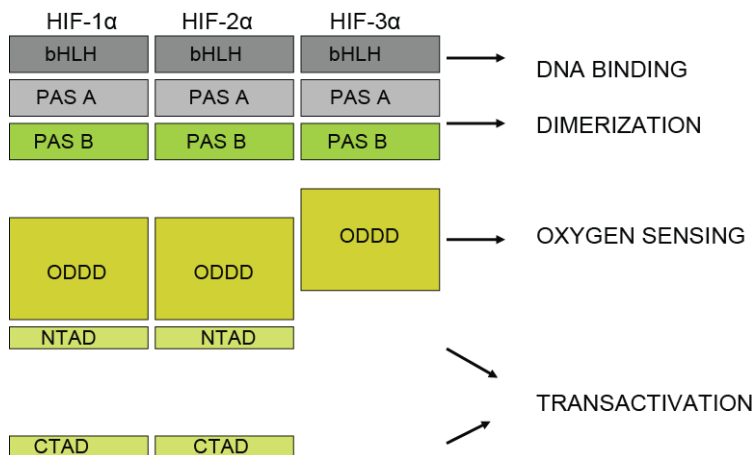 HIF-1α HIF-2α HIF-3α
bHLH bHLH bHLH
DNA BINDING
PAS A PAS A PAS A
DIMERIZATION
PAS B PAS B PAS B
ODDD OXYGEN SENSING
ODDD ODDD
NTAD NTAD
TRANSACTIVATION
CTAD CTAD